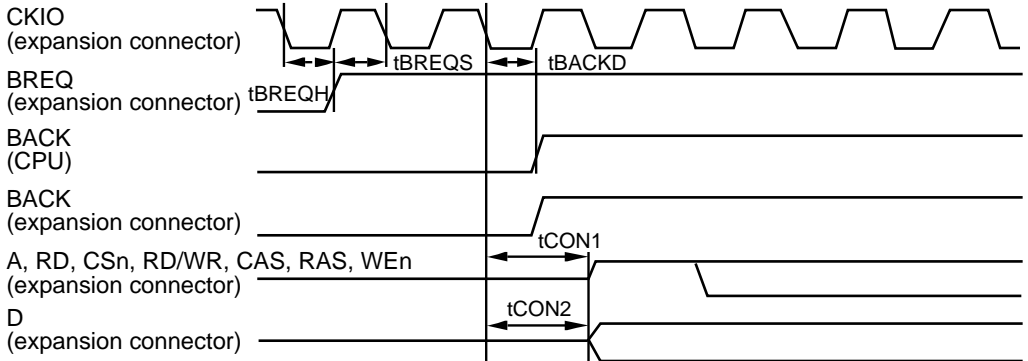 CKIO
(expansion connector)
tBREQS
tBACKD
BREQ
(expansion connector)
tBREQH
BACK
(CPU)
BACK
(expansion connector)
tCON1
A, RD, CSn, RD/WR, CAS, RAS, WEn
(expansion connector)
tCON2
D
(expansion connector)